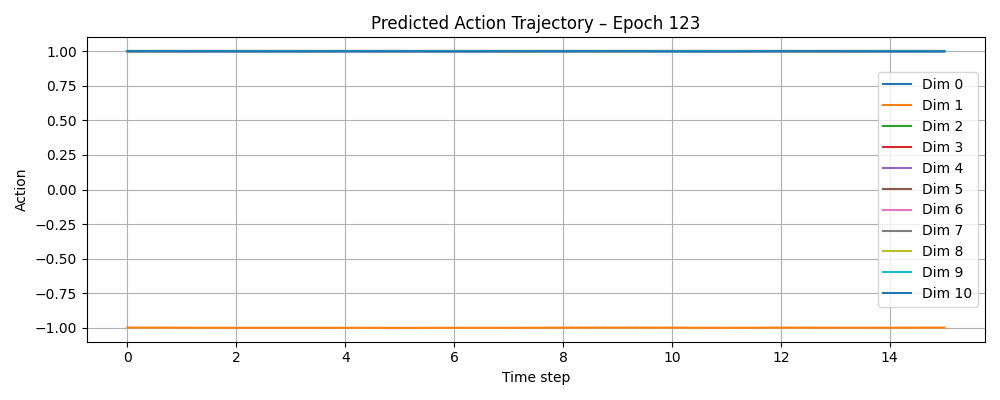 Predicted Action Trajectory – Epoch 123
1.00
0.75
0.50
0.25
0.00
−0.25
−0.50
−0.75
−1.00
Action
Dim 0
Dim 1
Dim 2
Dim 3
Dim 4
Dim 5
Dim 6
Dim 7
Dim 8
Dim 9
Dim 10
0 2 4 6 8 10 12 14
Time step